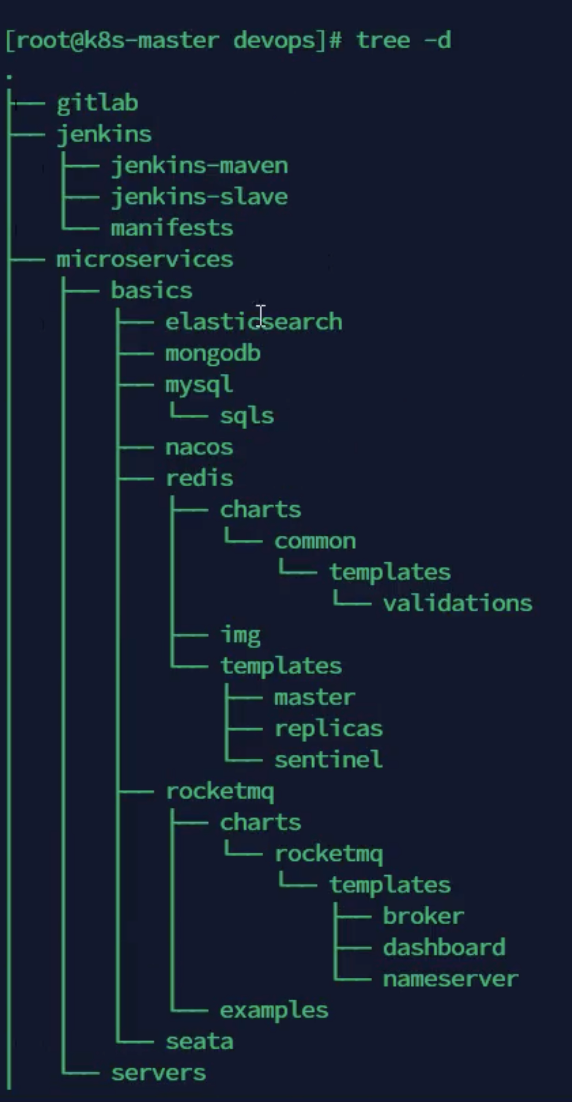 [root@k8s-master devops]# tree -d
.
├── gitlab
├── jenkins
│   ├── jenkins-maven
│   ├── jenkins-slave
│   └── manifests
├── microservices
│   ├── basics
│   │   ├── elasticsearch
│   │   ├── mongodb
│   │   ├── mysql
│   │   │   └── sqls
│   │   ├── nacos
│   │   ├── redis
│   │   │   ├── charts
│   │   │   │   └── common
│   │   │   │       └── templates
│   │   │   │           └── validations
│   │   │   ├── img
│   │   │   └── templates
│   │   │       ├── master
│   │   │       ├── replicas
│   │   │       └── sentinel
│   │   ├── rocketmq
│   │   │   ├── charts
│   │   │   │   └── rocketmq
│   │   │   │       └── templates
│   │   │   │           ├── broker
│   │   │   │           ├── dashboard
│   │   │   │           └── nameserver
│   │   │   └── examples
│   │   └── seata
│   └── servers